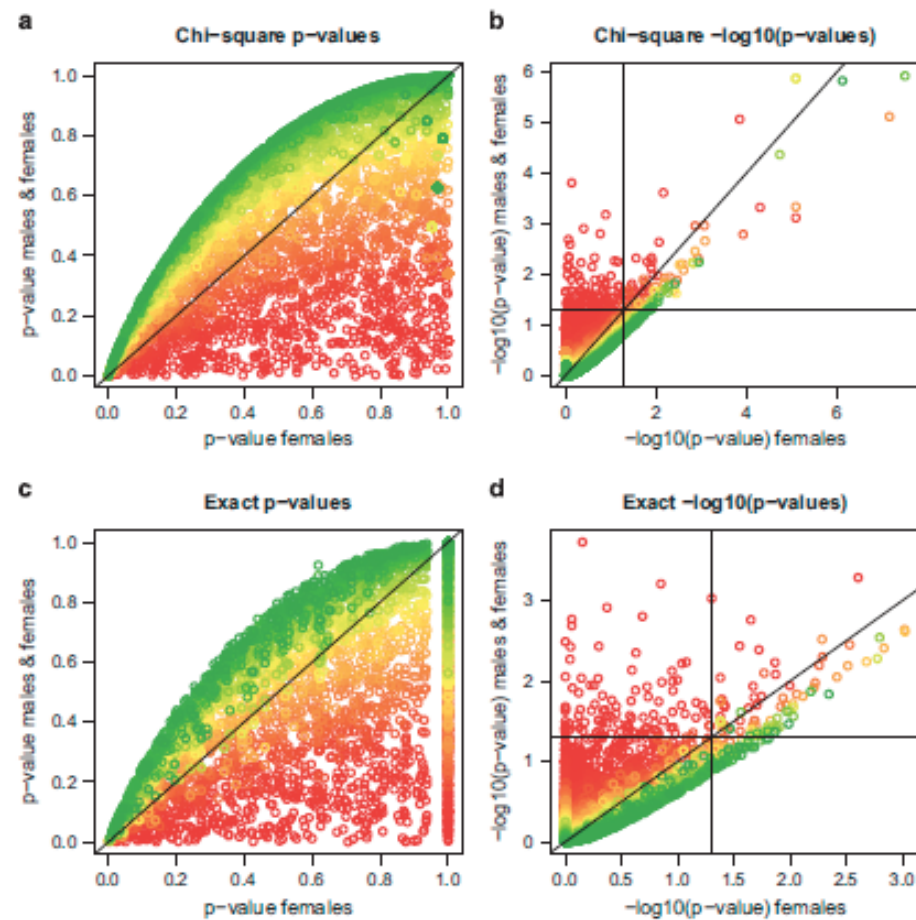 a
Chi-square p-values
1.0
0.8
0.6
0.4
0.2
0.0
p-value males & females
0.0 0.2 0.4 0.6 0.8 1.0
p-value females
b
Chi-square -log10(p-values)
6
5
4
3
2
1
0
-log10(p-value) males & females
0 2 4 6
-log10(p-value) females
c
Exact p-values
1.0
0.8
0.6
0.4
0.2
0.0
p-value males & females
0.0 0.2 0.4 0.6 0.8 1.0
p-value females
d
Exact -log10(p-values)
3
2
1
0
-log10(p-value) males & females
0.0 0.5 1.0 1.5 2.0 2.5 3.0
-log10(p-value) females